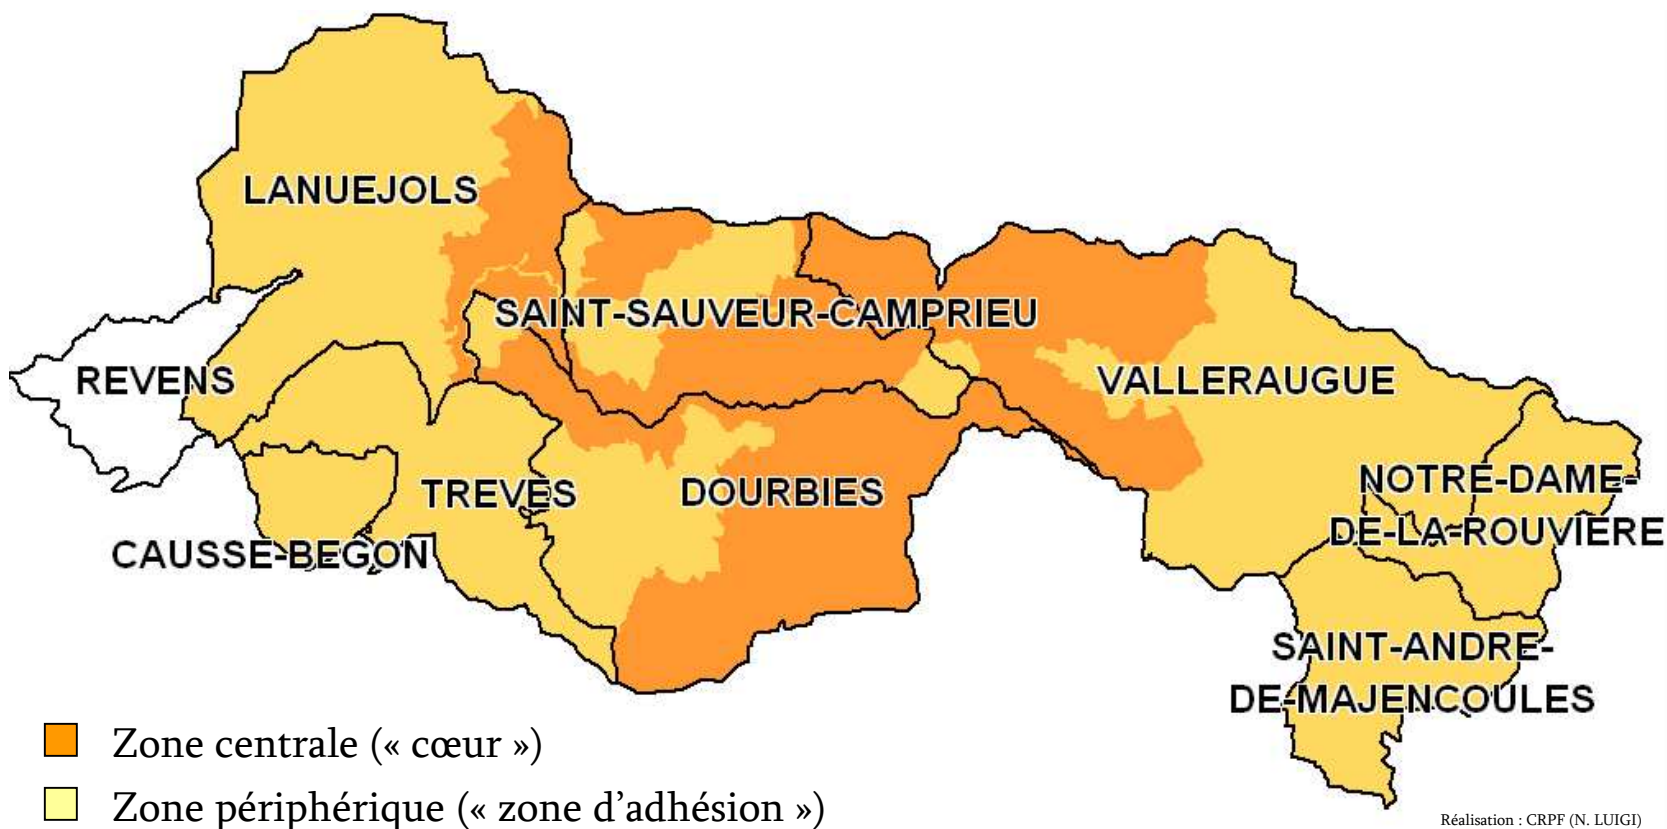 LANUEJOLS
SAINT-SAUVEUR-CAMPRIEU
REVENS
VALLERAUGUE
TREVES
DOURBIES
NOTRE-DAME-
DE-LA-ROUVIERE
CAUSSE-BEGON
SAINT-ANDRE-
DE-MAJENCOULES
Zone centrale (« cœur »)
Zone périphérique (« zone d’adhésion »)
Réalisation : CRPF (N. LUIGI)